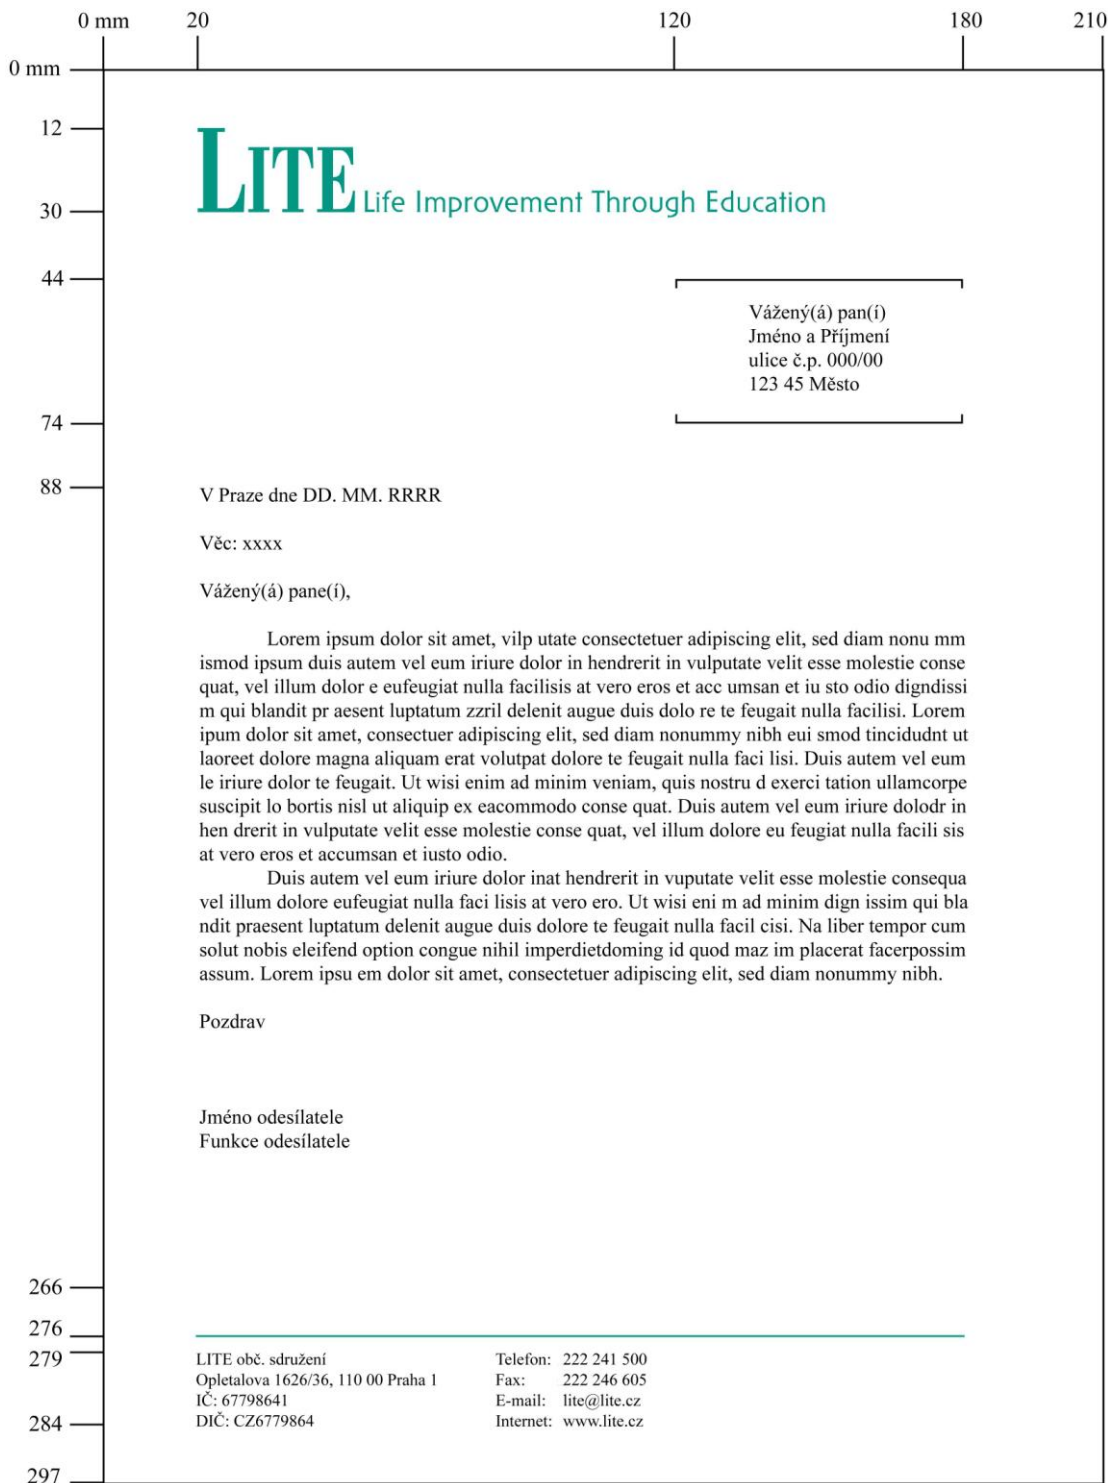 0 mm 20 120 180 210
0 mm
12
LITE Life Improvement Through Education
30
44
Vážený(á) pan(í)
Jméno a Příjmení
ulice č.p. 000/00
123 45 Město
74
88
V Praze dne DD. MM. RRRR
Věc: xxxx
Vážený(á) pane(í),
Lorem ipsum dolor sit amet, vilp utate consectetuer adipiscing elit, sed diam nonu mm
ismod ipsum duis autem vel eum iriure dolor in hendrerit in vulputate velit esse molestie conse
quat, vel illum dolor e eufeugiat nulla facilisis at vero eros et acc umsan et iu sto odio digndissi
m qui blandit pr aesent luptatum zzril delenit augue duis dolo re te feugait nulla facilisi. Lorem
ipum dolor sit amet, consectuer adipiscing elit, sed diam nonummy nibh eui smod tincidudnt ut
laoreet dolore magna aliquam erat volutpat dolore te feugait nulla faci lisi. Duis autem vel eum
le iriure dolor te feugait. Ut wisi enim ad minim veniam, quis nostru d exerci tation ullamcorpe
suscipit lo bortis nisl ut aliquip ex eacommodo conse quat. Duis autem vel eum iriure dolodr in
hen drerit in vulputate velit esse molestie conse quat, vel illum dolore eu feugiat nulla facili sis
at vero eros et accumsan et iusto odio.
Duis autem vel eum iriure dolor inat hendrerit in vuputate velit esse molestie consequa
vel illum dolore eufeugiat nulla faci lisis at vero ero. Ut wisi eni m ad minim dign issim qui bla
ndit praesent luptatum delenit augue duis dolore te feugait nulla facil cisi. Na liber tempor cum
solut nobis eleifend option congue nihil imperdietdoming id quod maz im placerat facerpossim
assum. Lorem ipsu em dolor sit amet, consectetuer adipiscing elit, sed diam nonummy nibh.
Pozdrav
Jméno odesílatele
Funkce odesílatele
266
276
279
LITE obč. sdružení
Opletalova 1626/36, 110 00 Praha 1
IČ: 67798641
DIČ: CZ6779864
Telefon: 222 241 500
Fax: 222 246 605
E-mail: lite@lite.cz
Internet: www.lite.cz
284
297